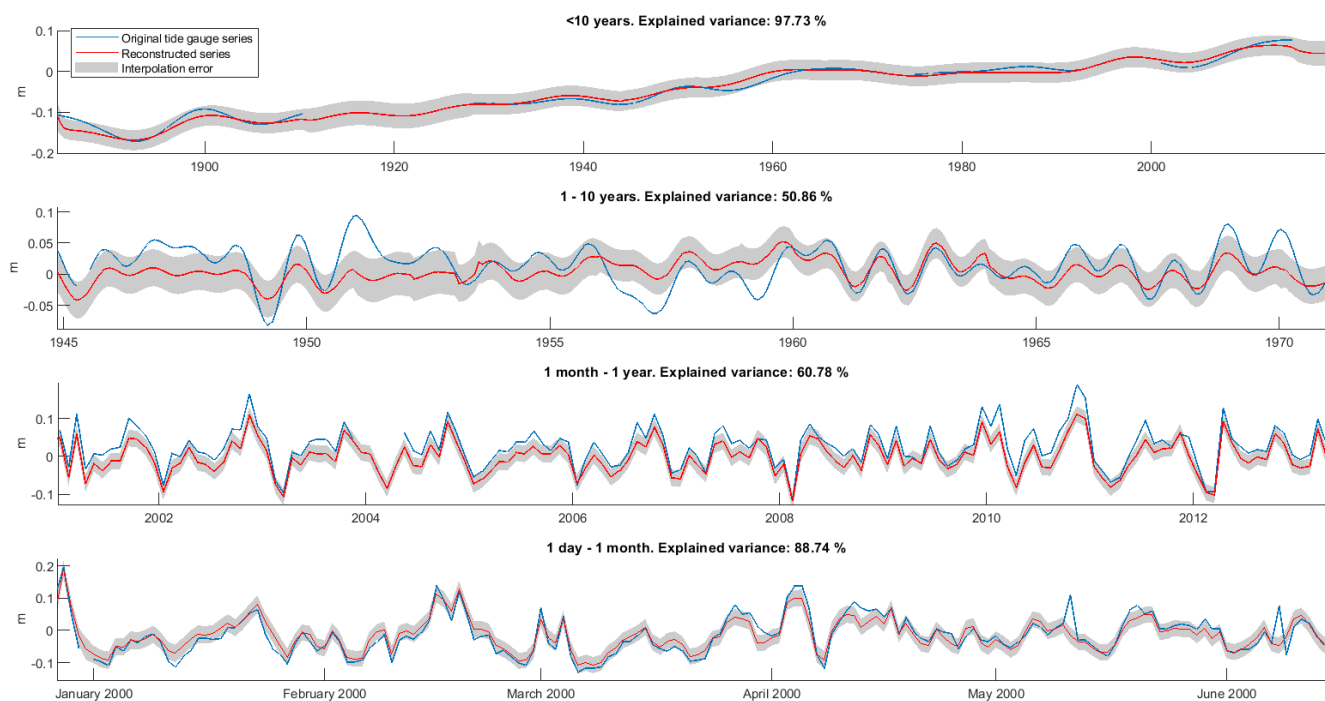 <10 years. Explained variance: 97.73 %
0.1
0
-0.1
-0.2
m
Original tide gauge series
Reconstructed series
Interpolation error
1900 1920 1940 1960 1980 2000
1 - 10 years. Explained variance: 50.86 %
0.1
0.05
0
-0.05
m
1945 1950 1955 1960 1965 1970
1 month - 1 year. Explained variance: 60.78 %
0.1
0
-0.1
m
2002 2004 2006 2008 2010 2012
1 day - 1 month. Explained variance: 88.74 %
0.2
0.1
0
-0.1
m
January 2000 February 2000 March 2000 April 2000 May 2000 June 2000